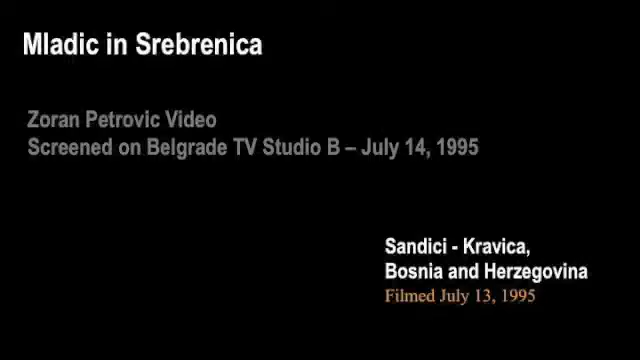 Mladic in Srebrenica
Zoran Petrovic Video
Screened on Belgrade TV Studio B – July 14, 1995
Sandici - Kravica,
Bosnia and Herzegovina
Filmed July 13, 1995